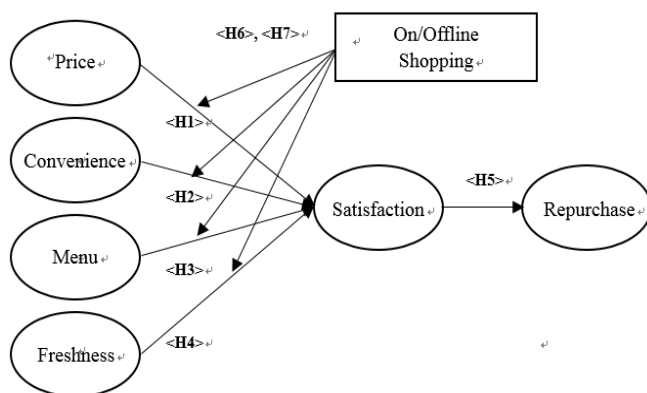 <H6>, <H7>
On/Offline
Shopping
Price
<H1>
Convenience
<H2>
Satisfaction
<H5>
Repurchase
Menu
<H3>
<H4>
Freshness